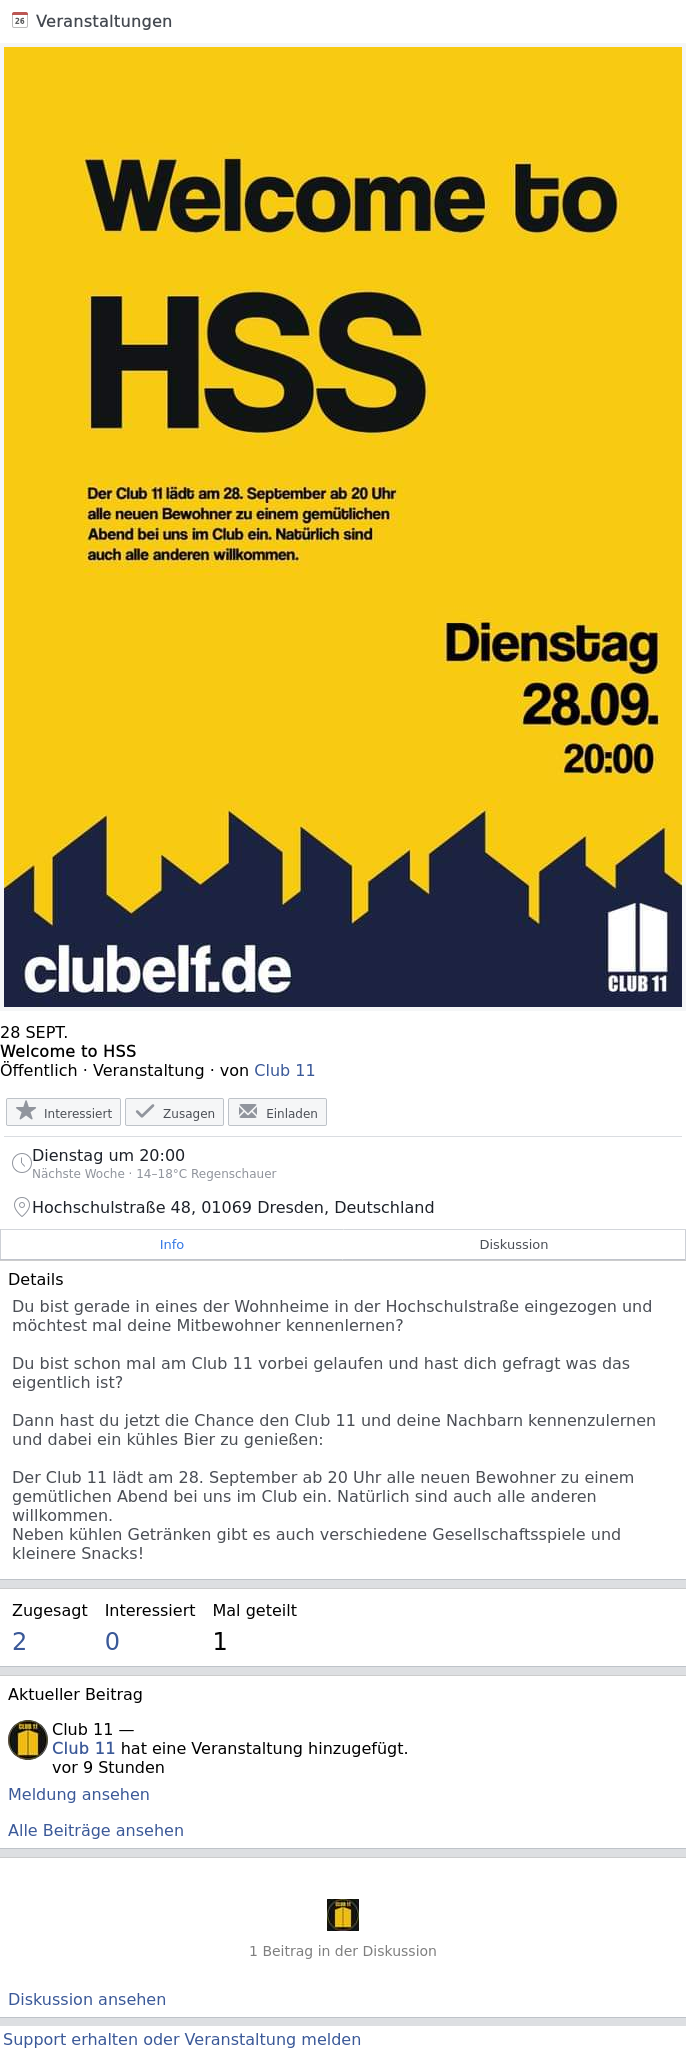 26 Veranstaltungen
Welcome to
HSS
Der Club 11 lädt am 28. September ab 20 Uhr
alle neuen Bewohner zu einem gemütlichen
Abend bei uns im Club ein. Natürlich sind
auch alle anderen willkommen.
Dienstag
28.09.
20:00
clubelf.de
CLUB 11
28 SEPT.
Welcome to HSS
Öffentlich · Veranstaltung · von Club 11
Interessiert Zusagen Einladen
Dienstag um 20:00
Nächste Woche · 14–18°C Regenschauer
Hochschulstraße 48, 01069 Dresden, Deutschland
Info Diskussion
Details
Du bist gerade in eines der Wohnheime in der Hochschulstraße eingezogen und
möchtest mal deine Mitbewohner kennenlernen?
Du bist schon mal am Club 11 vorbei gelaufen und hast dich gefragt was das
eigentlich ist?
Dann hast du jetzt die Chance den Club 11 und deine Nachbarn kennenzulernen
und dabei ein kühles Bier zu genießen:
Der Club 11 lädt am 28. September ab 20 Uhr alle neuen Bewohner zu einem
gemütlichen Abend bei uns im Club ein. Natürlich sind auch alle anderen
willkommen.
Neben kühlen Getränken gibt es auch verschiedene Gesellschaftsspiele und
kleinere Snacks!
Zugesagt Interessiert Mal geteilt
2 0 1
Aktueller Beitrag
CLUB 11
Club 11 —
Club 11 hat eine Veranstaltung hinzugefügt.
vor 9 Stunden
Meldung ansehen
Alle Beiträge ansehen
CLUB 11
1 Beitrag in der Diskussion
Diskussion ansehen
Support erhalten oder Veranstaltung melden